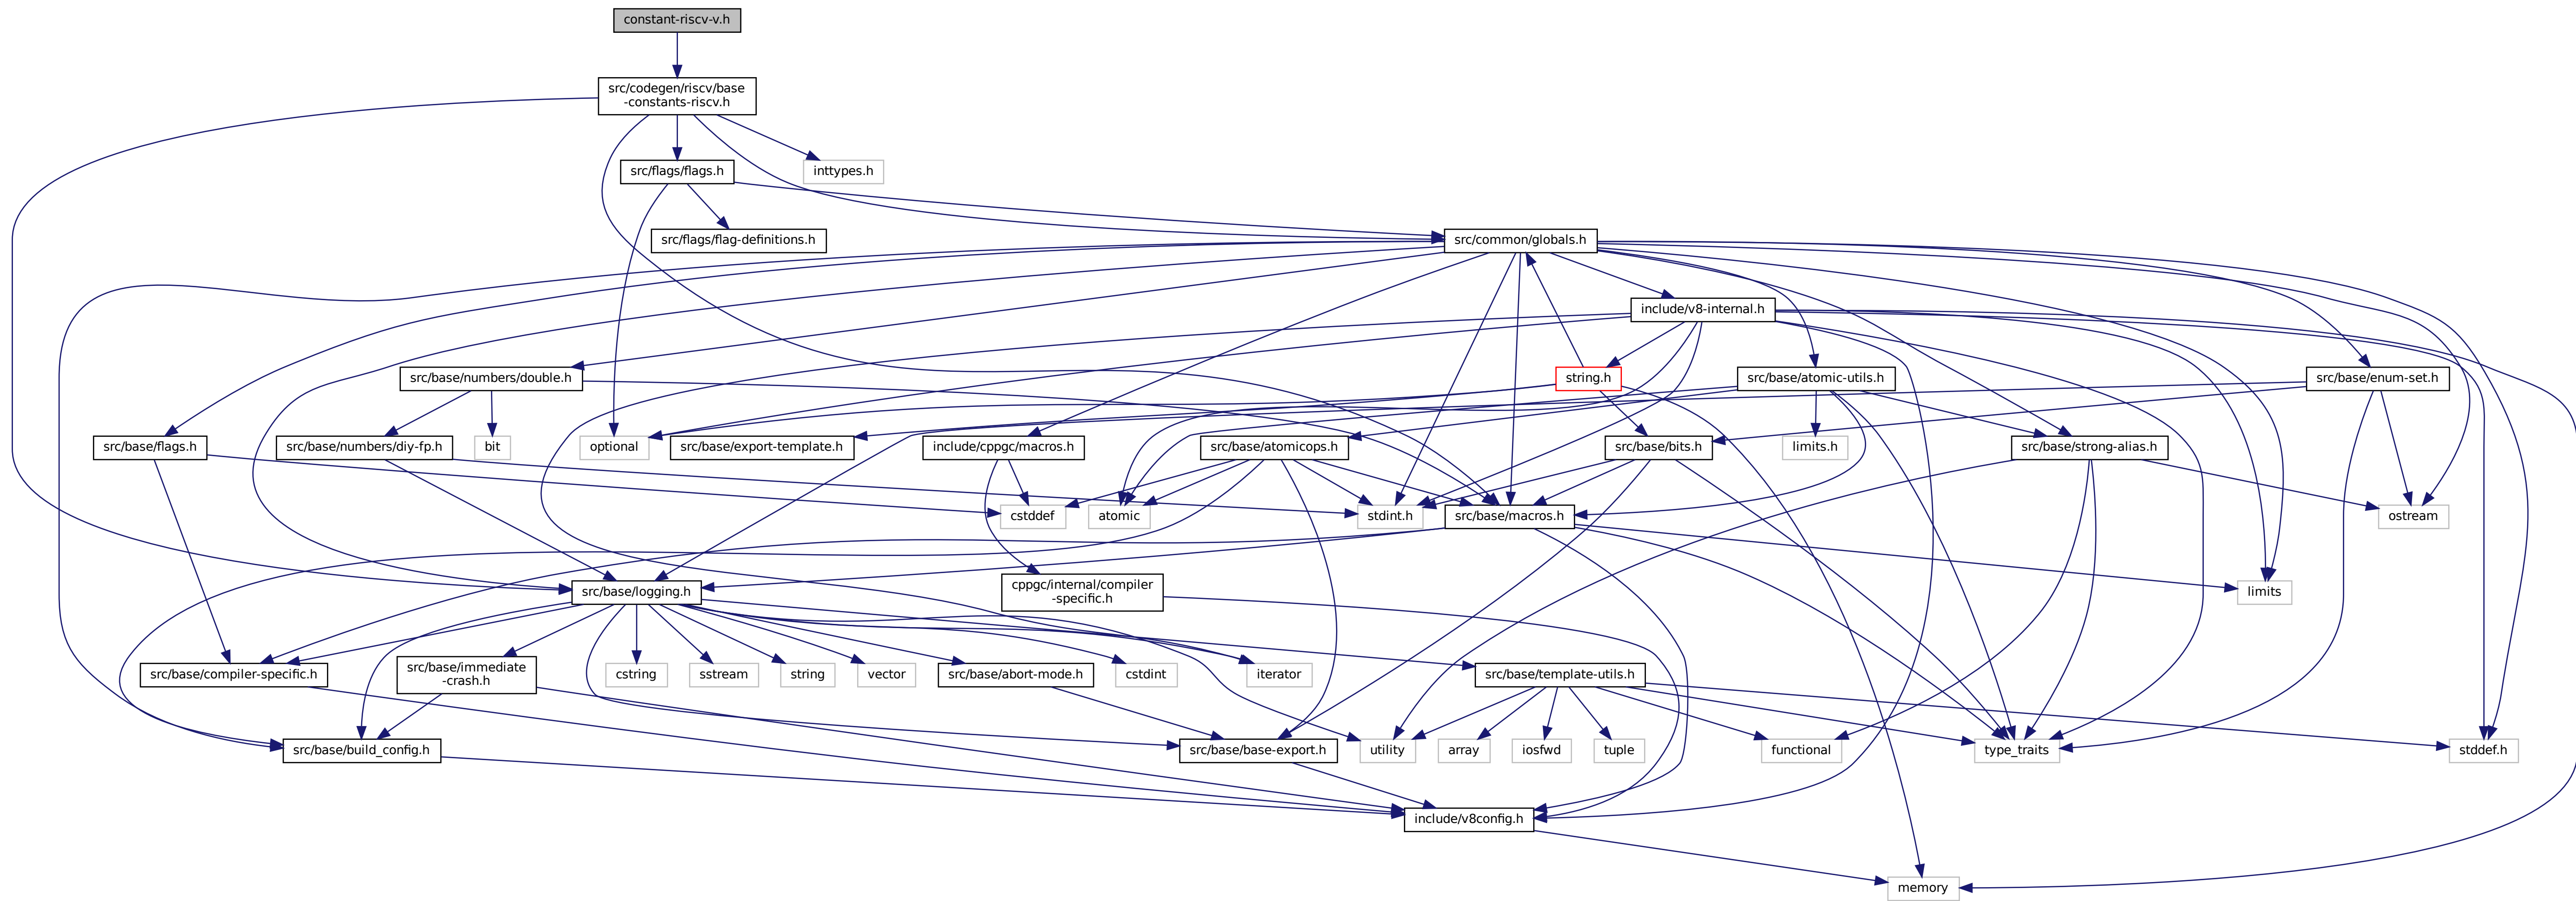 constant-riscv-v.h
src/codegen/riscv/base
-constants-riscv.h
src/flags/flags.h
inttypes.h
src/flags/flag-definitions.h
src/common/globals.h
include/v8-internal.h
src/base/numbers/double.h
string.h
src/base/atomic-utils.h
src/base/enum-set.h
src/base/flags.h
src/base/numbers/diy-fp.h
bit
optional
src/base/export-template.h
include/cppgc/macros.h
src/base/atomicops.h
src/base/bits.h
limits.h
src/base/strong-alias.h
cstddef
atomic
stdint.h
src/base/macros.h
ostream
src/base/logging.h
cppgc/internal/compiler
-specific.h
limits
src/base/compiler-specific.h
src/base/immediate
-crash.h
cstring
sstream
string
vector
src/base/abort-mode.h
cstdint
iterator
src/base/template-utils.h
src/base/build_config.h
src/base/base-export.h
utility
array
iosfwd
tuple
functional
type_traits
stddef.h
include/v8config.h
memory